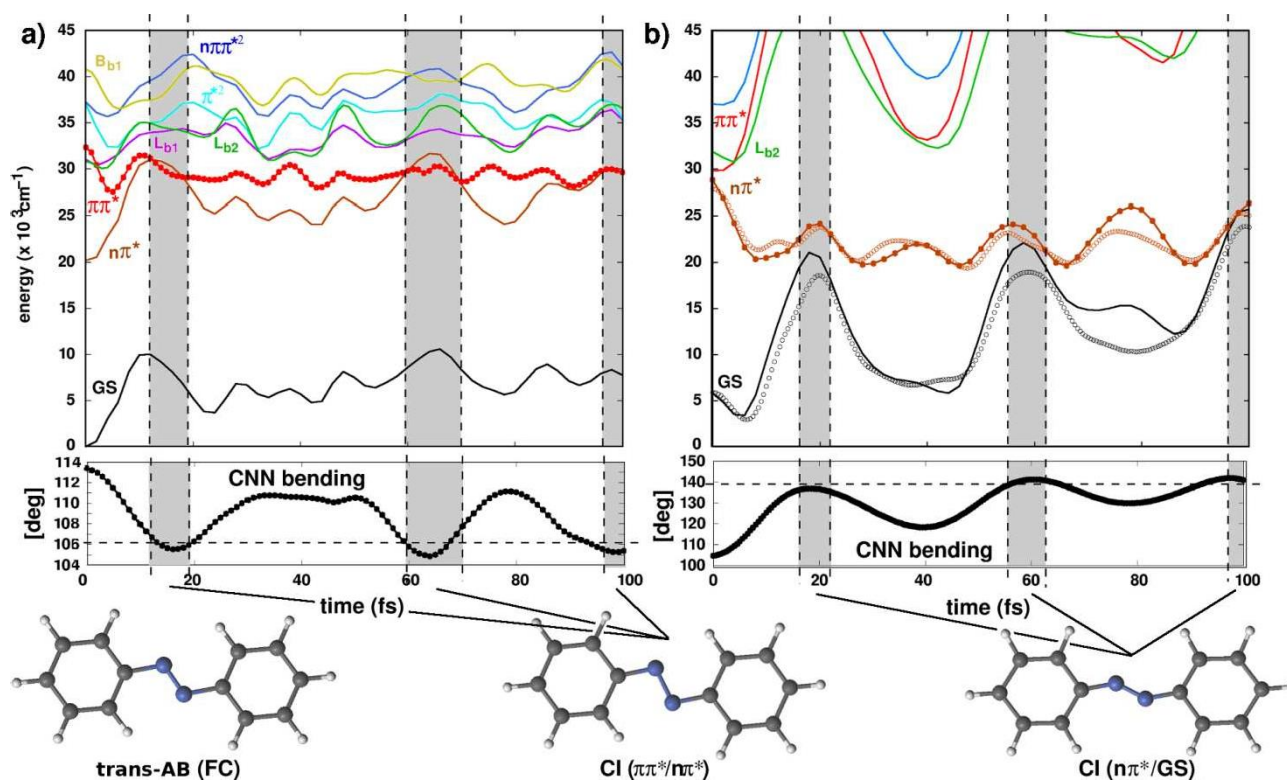 a)
45
40
35
30
25
20
15
10
5
0
energy (x 10³cm⁻¹)
B_b1
nππ*²
π*²
L_b1
L_b2
ππ*
nπ*
GS
114
112
110
108
106
104
[deg]
CNN bending
0
20
40
60
80
100
time (fs)
b)
45
40
35
30
25
20
15
10
5
0
ππ*
L_b2
nπ*
GS
150
140
130
120
110
100
90
[deg]
CNN bending
0
20
40
60
80
100
time (fs)
trans-AB (FC)
CI (ππ*/nπ*)
CI (nπ*/GS)